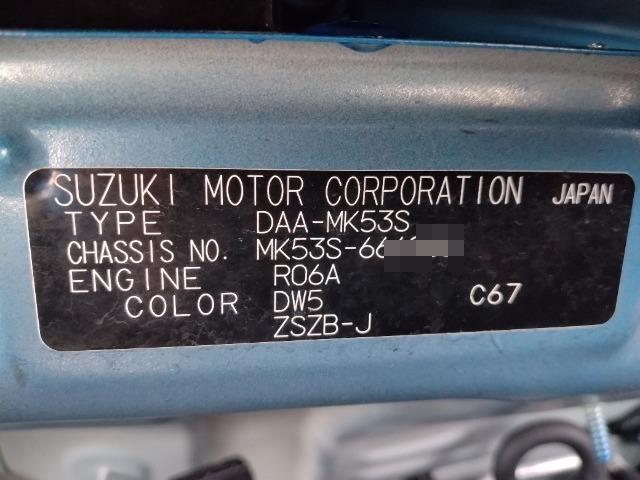 SUZUKI MOTOR CORPORATION JAPAN
TYPE DAA-MK53S
CHASSIS NO. MK53S-66
ENGINE R06A
COLOR DW5 C67
ZSZB-J